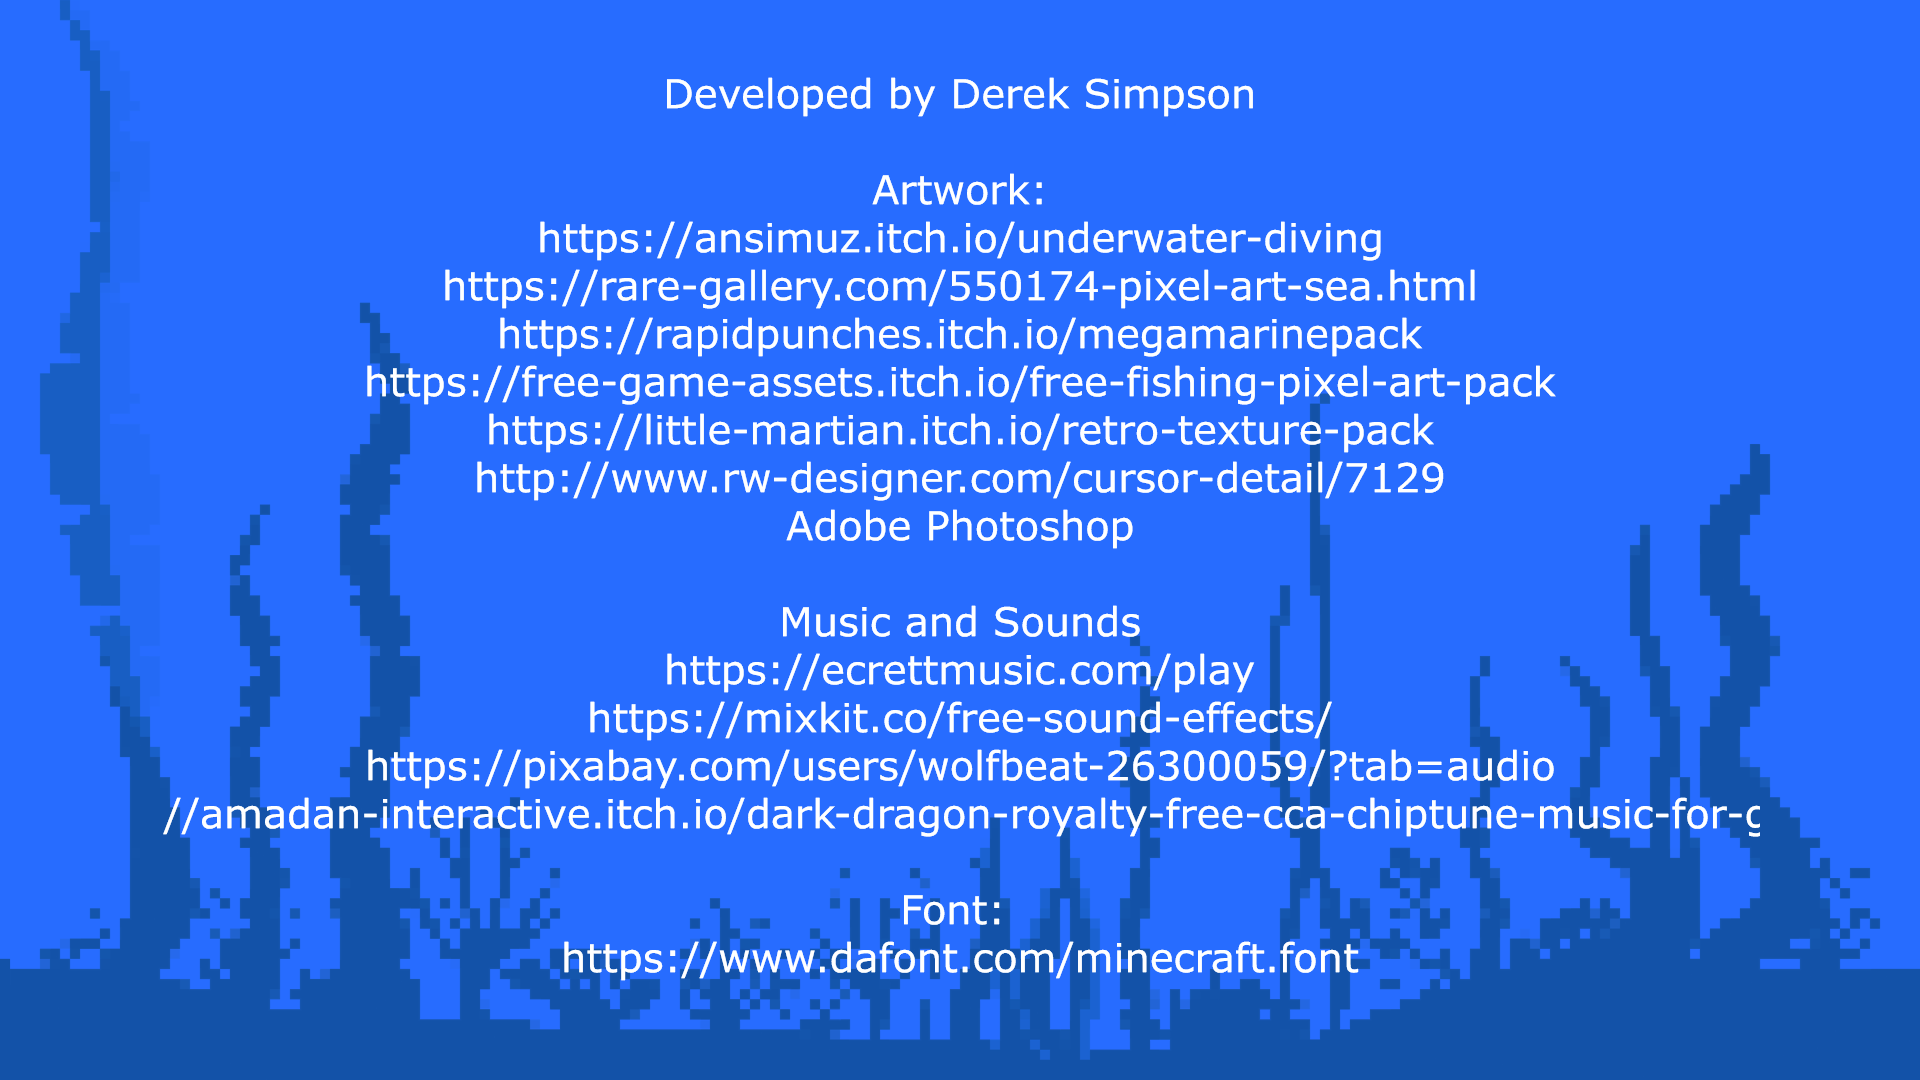 Developed by Derek Simpson
Artwork:
https://ansimuz.itch.io/underwater-diving
https://rare-gallery.com/550174-pixel-art-sea.html
https://rapidpunches.itch.io/megamarinepack
https://free-game-assets.itch.io/free-fishing-pixel-art-pack
https://little-martian.itch.io/retro-texture-pack
http://www.rw-designer.com/cursor-detail/7129
Adobe Photoshop
Music and Sounds
https://ecrettmusic.com/play
https://mixkit.co/free-sound-effects/
https://pixabay.com/users/wolfbeat-26300059/?tab=audio
//amadan-interactive.itch.io/dark-dragon-royalty-free-cca-chiptune-music-for-g
Font:
https://www.dafont.com/minecraft.font